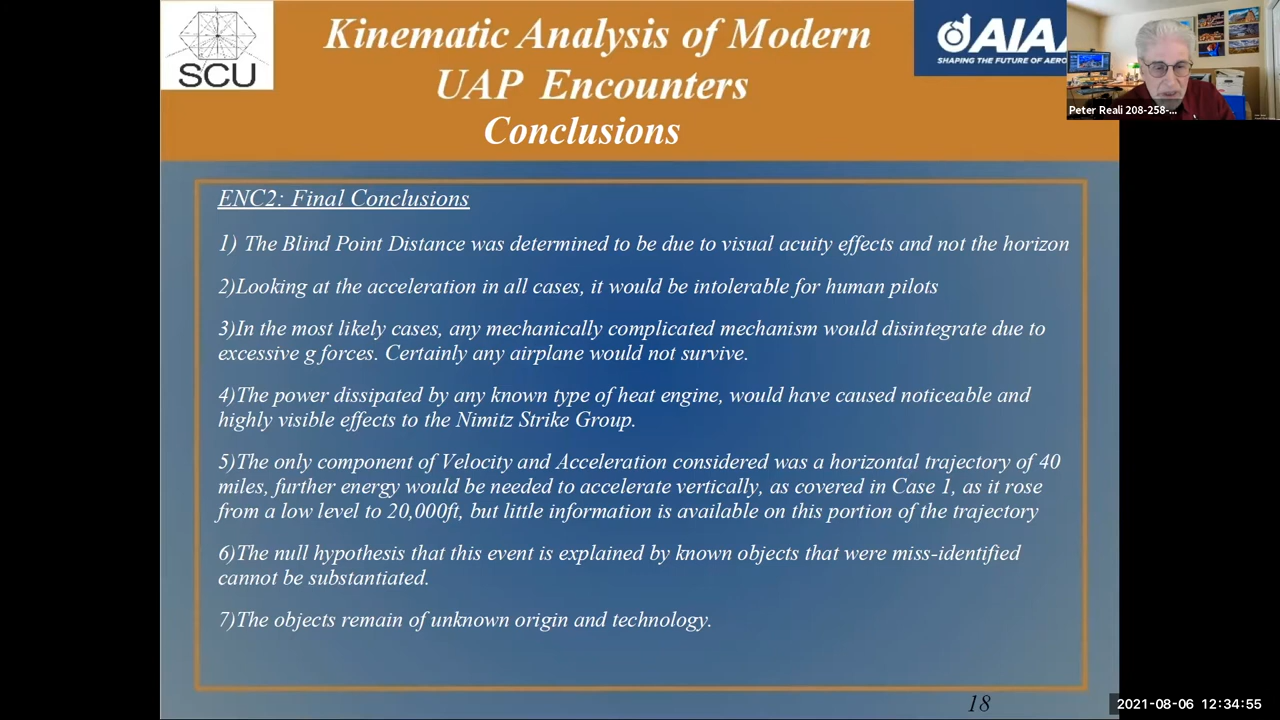 SCU
Kinematic Analysis of Modern
UAP Encounters
Conclusions
AIAA
SHAPING THE FUTURE OF AERO
Peter Reali 208-258-...
ENC2: Final Conclusions
1) The Blind Point Distance was determined to be due to visual acuity effects and not the horizon
2)Looking at the acceleration in all cases, it would be intolerable for human pilots
3)In the most likely cases, any mechanically complicated mechanism would disintegrate due to
excessive g forces. Certainly any airplane would not survive.
4)The power dissipated by any known type of heat engine, would have caused noticeable and
highly visible effects to the Nimitz Strike Group.
5)The only component of Velocity and Acceleration considered was a horizontal trajectory of 40
miles, further energy would be needed to accelerate vertically, as covered in Case 1, as it rose
from a low level to 20,000ft, but little information is available on this portion of the trajectory
6)The null hypothesis that this event is explained by known objects that were miss-identified
cannot be substantiated.
7)The objects remain of unknown origin and technology.
18
2021-08-06 12:34:55